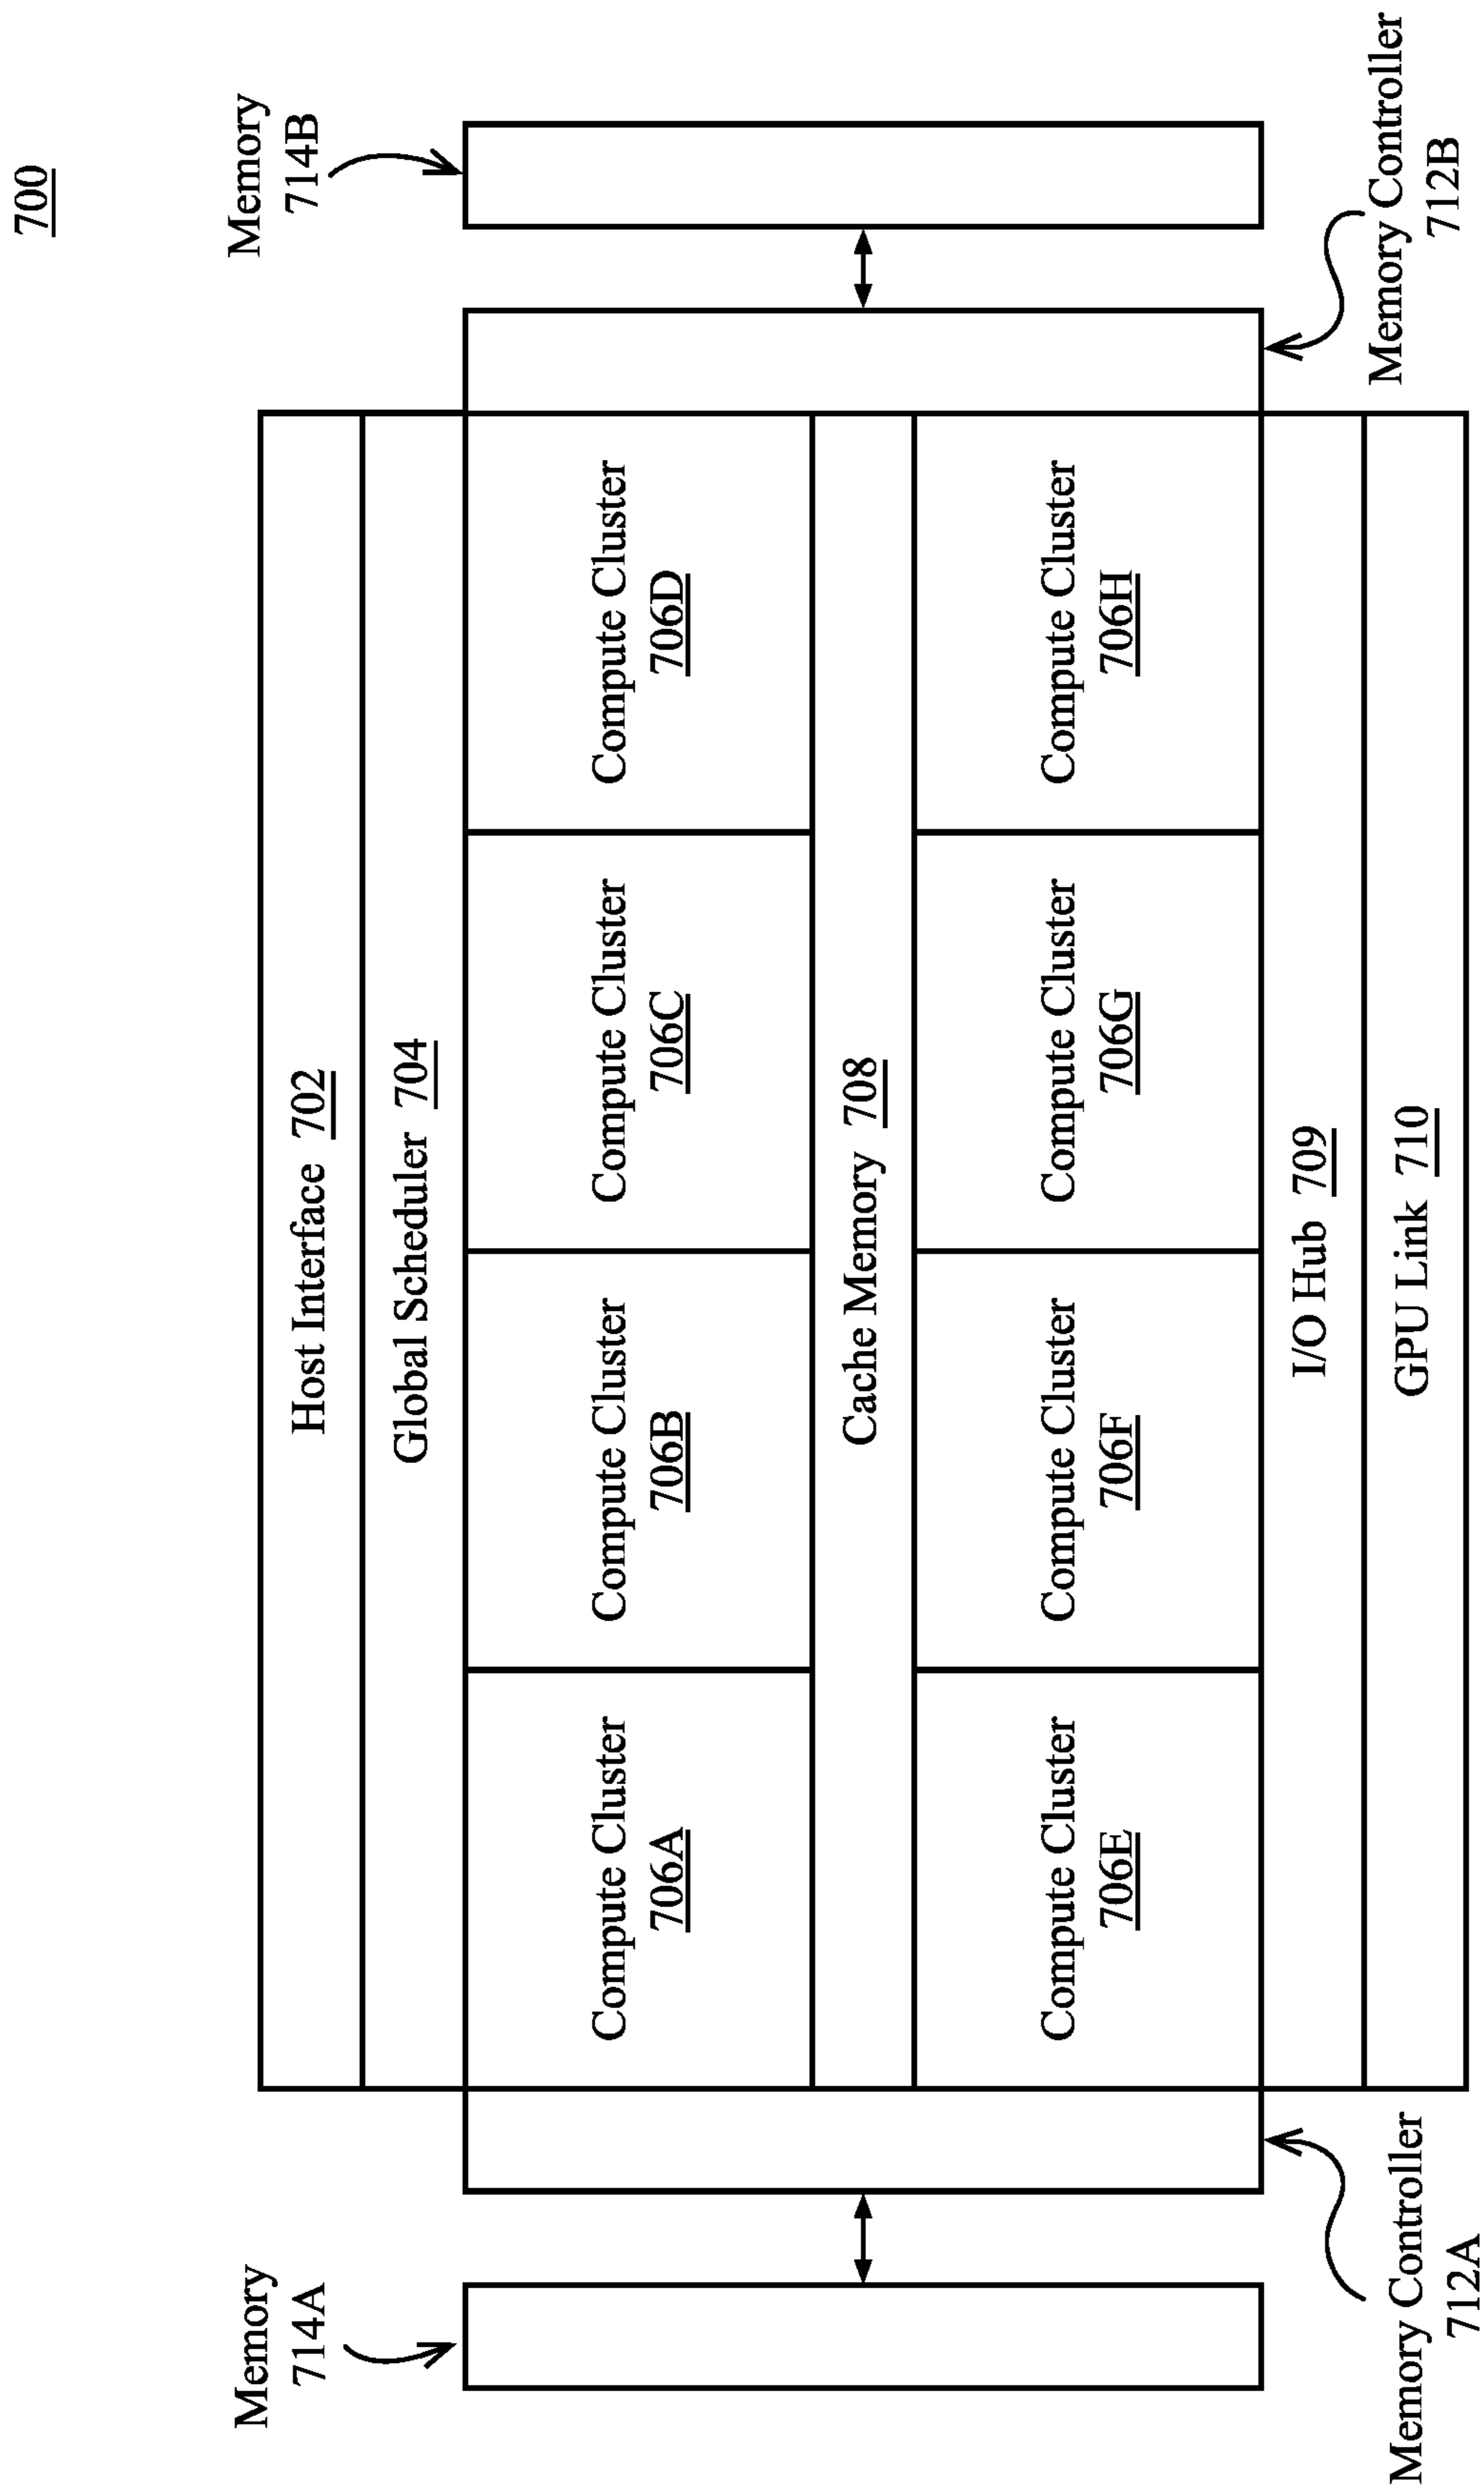 700
Memory
714A
Memory
714B
Host Interface 702
Global Scheduler 704
Compute Cluster
706A
Compute Cluster
706B
Compute Cluster
706C
Compute Cluster
706D
Cache Memory 708
Compute Cluster
706E
Compute Cluster
706F
Compute Cluster
706G
Compute Cluster
706H
I/O Hub 709
GPU Link 710
Memory Controller
712A
Memory Controller
712B